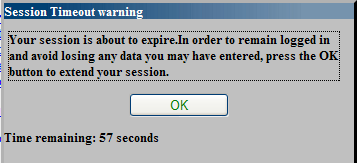 Session Timeout warning
Your session is about to expire.In order to remain logged in
and avoid losing any data you may have entered, press the OK
button to extend your session.
OK
Time remaining: 57 seconds